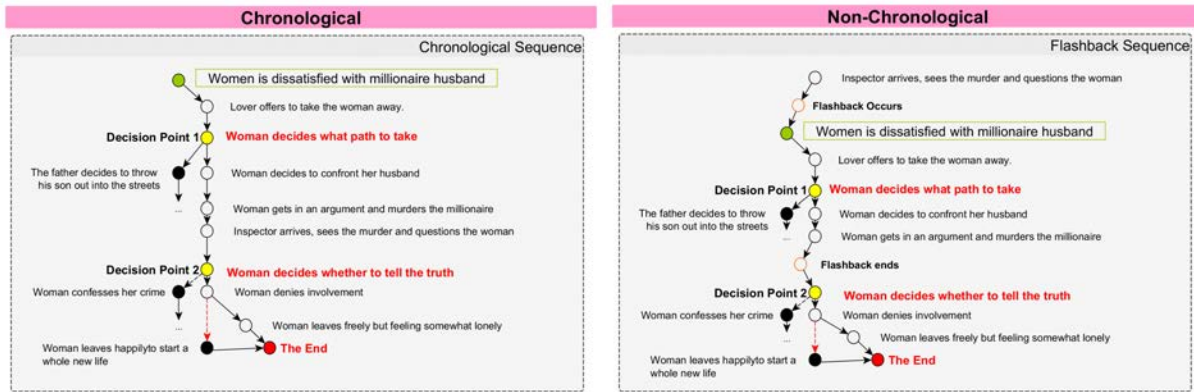 Chronological
Chronological Sequence
Women is dissatisfied with millionaire husband
Lover offers to take the woman away.
Decision Point 1
Woman decides what path to take
The father decides to throw
his son out into the streets
Woman decides to confront her husband
...
Woman gets in an argument and murders the millionaire
Inspector arrives, sees the murder and questions the woman
Decision Point 2
Woman decides whether to tell the truth
Woman confesses her crime
Woman denies involvement
...
Woman leaves freely but feeling somewhat lonely
Woman leaves happilyto start a
whole new life
The End
Non-Chronological
Flashback Sequence
Inspector arrives, sees the murder and questions the woman
Flashback Occurs
Women is dissatisfied with millionaire husband
Lover offers to take the woman away.
Decision Point 1
Woman decides what path to take
The father decides to throw
his son out into the streets
Woman decides to confront her husband
...
Woman gets in an argument and murders the millionaire
Flashback ends
Decision Point 2
Woman decides whether to tell the truth
Woman confesses her crime
Woman denies involvement
...
Woman leaves freely but feeling somewhat lonely
Woman leaves happilyto start a
whole new life
The End